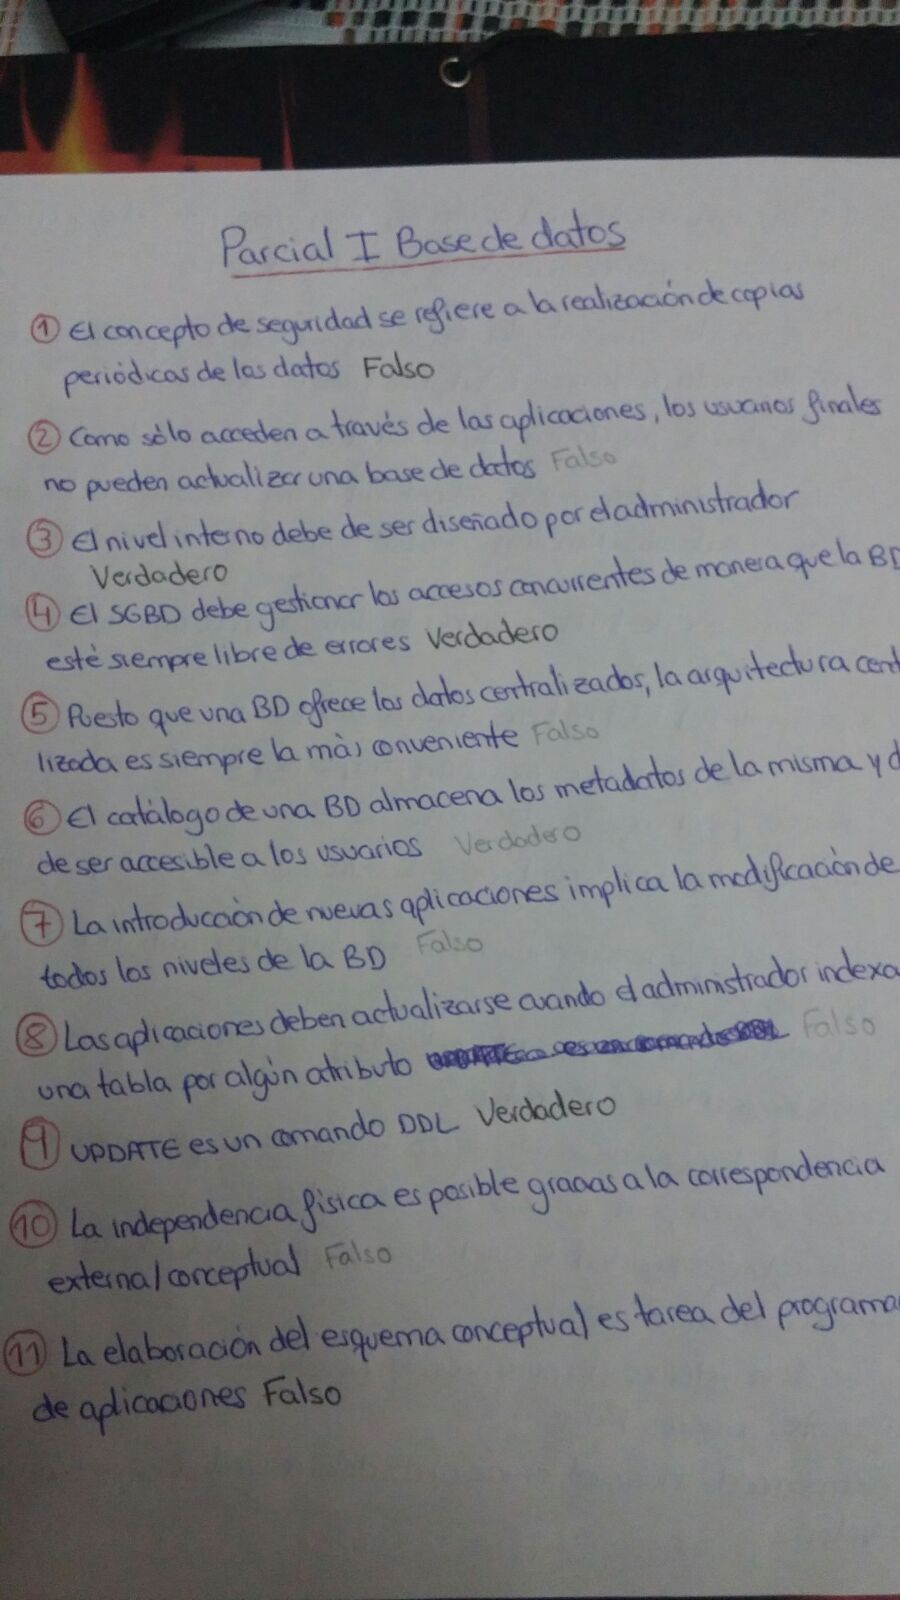 Parcial I Base de datos
① El concepto de seguridad se refiere a la realización de copias
periódicas de los datos Falso
② Como sólo acceden a través de las aplicaciones, los usuarios finales
no pueden actualizar una base de datos Falso
③ El nivel interno debe de ser diseñado por el administrador
Verdadero
④ El SGBD debe gestionar los accesos concurrentes de manera que la BD
esté siempre libre de errores Verdadero
⑤ Puesto que una BD ofrece los datos centralizados, la arquitectura cent
lizada es siempre la más conveniente Falso
⑥ El catálogo de una BD almacena los metadatos de la misma y d
de ser accesible a los usuarios Verdadero
⑦ La introducción de nuevas aplicaciones implica la modificación de
todos los niveles de la BD Falso
⑧ Las aplicaciones deben actualizarse cuando el administrador indexa
una tabla por algún atributo Falso
⑨ UPDATE es un comando DDL Verdadero
⑩ La independencia física es posible gracias a la correspondencia
externa/conceptual Falso
⑪ La elaboración del esquema conceptual es tarea del programa
de aplicaciones Falso